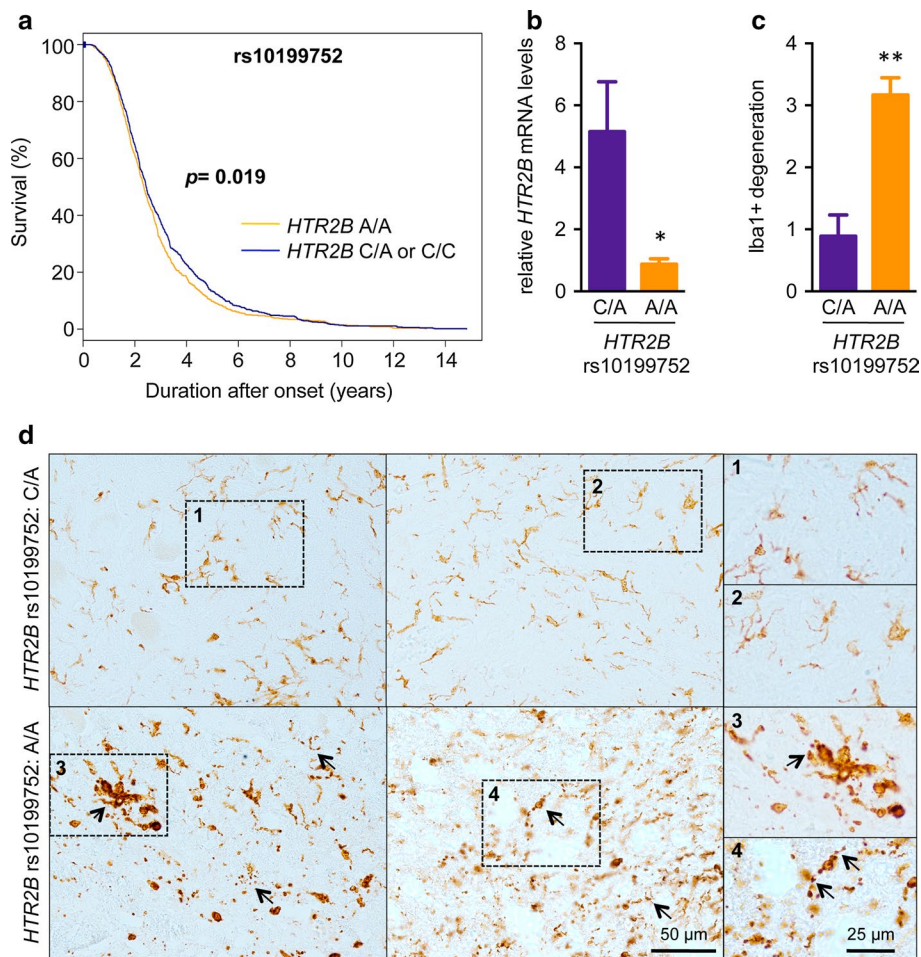 a
rs10199752
Survival (%)
100
80
60
40
20
0
p= 0.019
HTR2B A/A
HTR2B C/A or C/C
0 2 4 6 8 10 12 14
Duration after onset (years)
b
relative HTR2B mRNA levels
8
6
4
2
0
*
C/A A/A
HTR2B
rs10199752
c
Iba1+ degeneration
4
3
2
1
0
**
C/A A/A
HTR2B
rs10199752
d
HTR2B rs10199752: C/A
1
2
1
2
HTR2B rs10199752: A/A
3
4
50 µm
3
4
25 µm